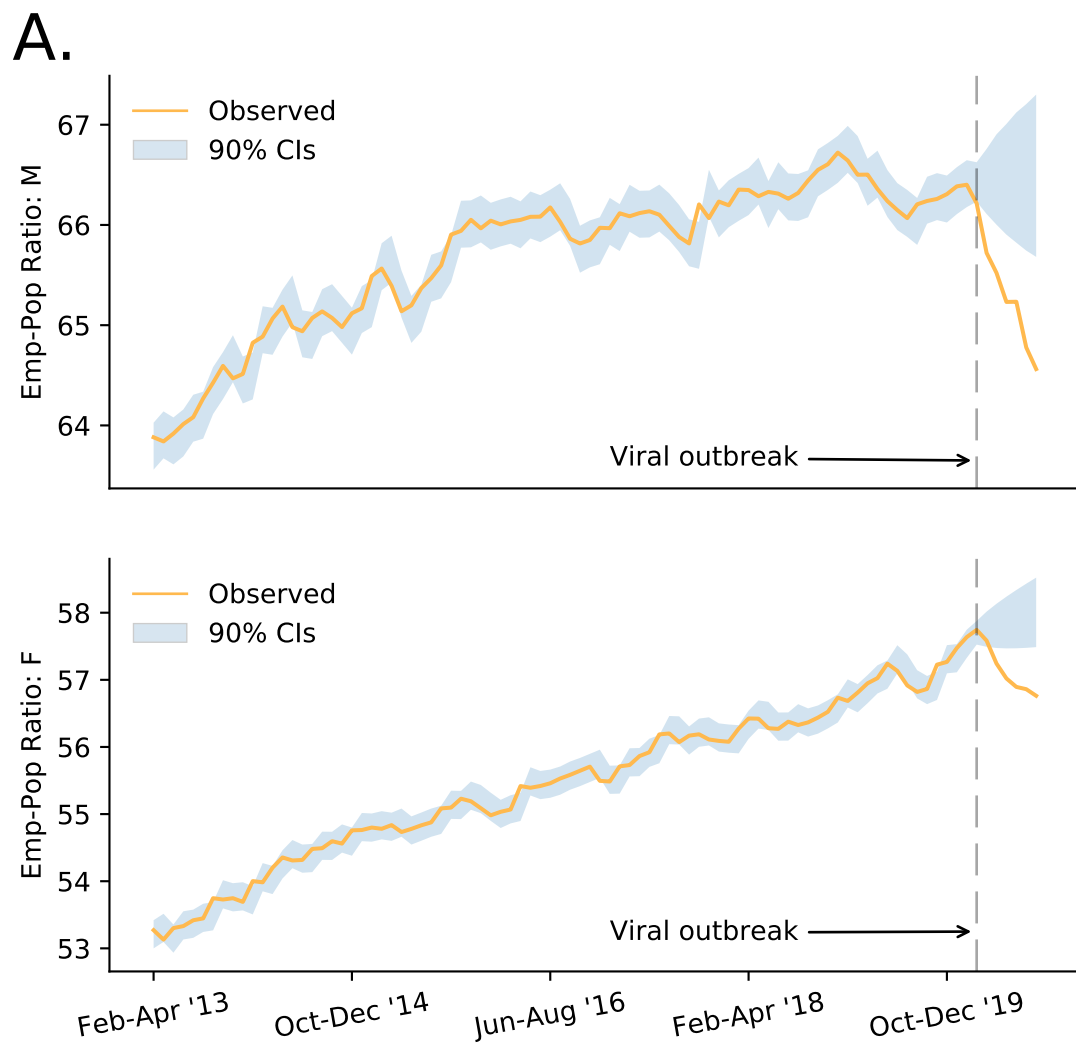 A.
Emp-Pop Ratio: M
67
66
65
64
Observed
90% CIs
Viral outbreak
Emp-Pop Ratio: F
58
57
56
55
54
53
Observed
90% CIs
Viral outbreak
Feb-Apr '13
Oct-Dec '14
Jun-Aug '16
Feb-Apr '18
Oct-Dec '19